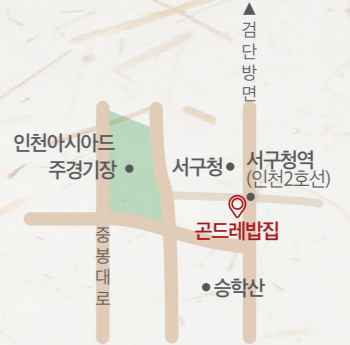 ▲
검
단
방
면
인천아시아드
주경기장
서구청
서구청역
(인천2호선)
곤드레밥집
중
봉
대
로
승학산